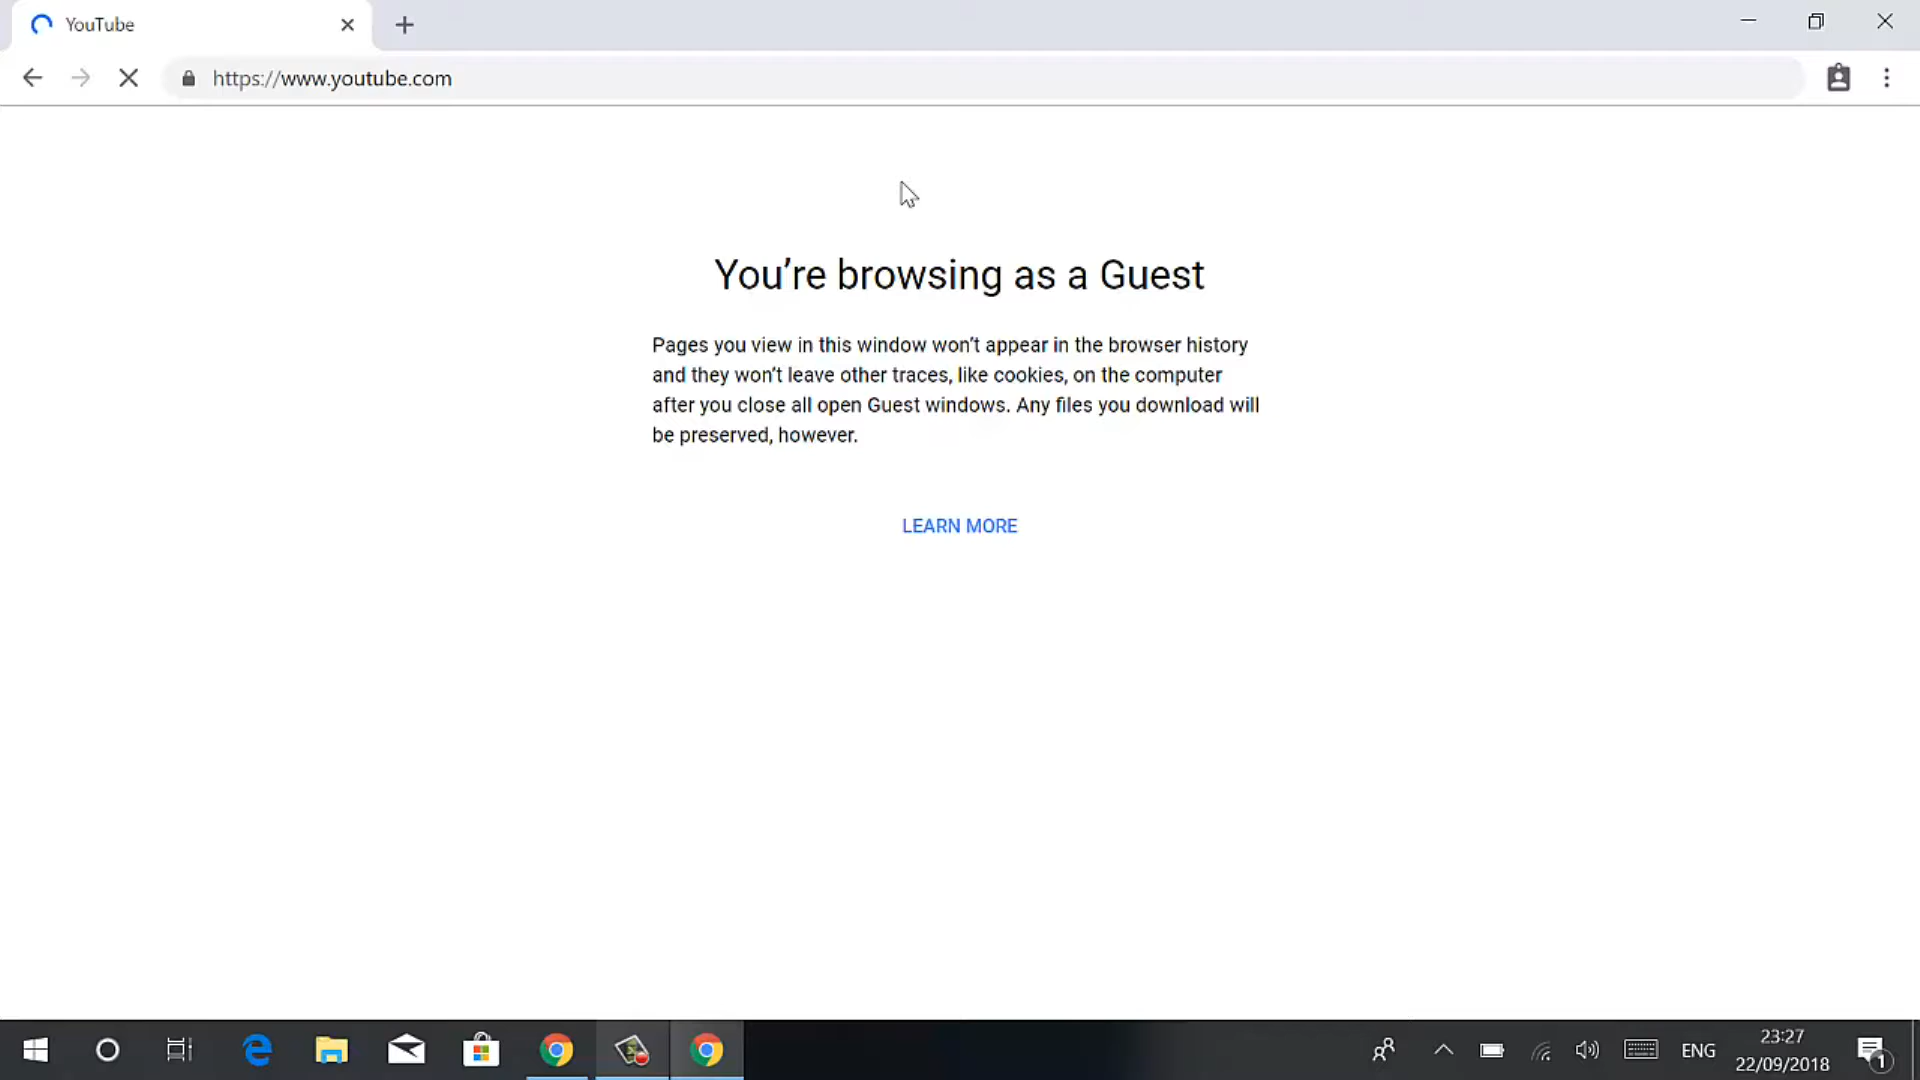 YouTube
https://www.youtube.com
You’re browsing as a Guest
Pages you view in this window won’t appear in the browser history
and they won’t leave other traces, like cookies, on the computer
after you close all open Guest windows. Any files you download will
be preserved, however.
LEARN MORE
ENG
23:27
22/09/2018
1